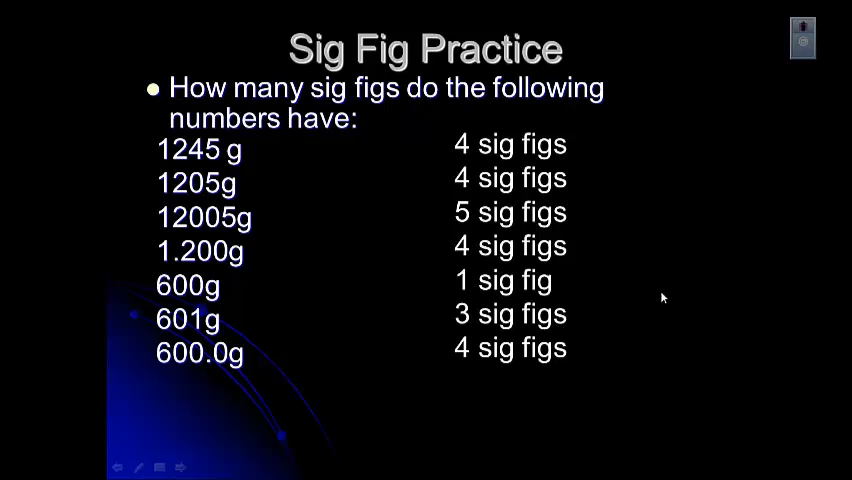 Sig Fig Practice
How many sig figs do the following
numbers have:
1245 g 4 sig figs
1205g 4 sig figs
12005g 5 sig figs
1.200g 4 sig figs
600g 1 sig fig
601g 3 sig figs
600.0g 4 sig figs